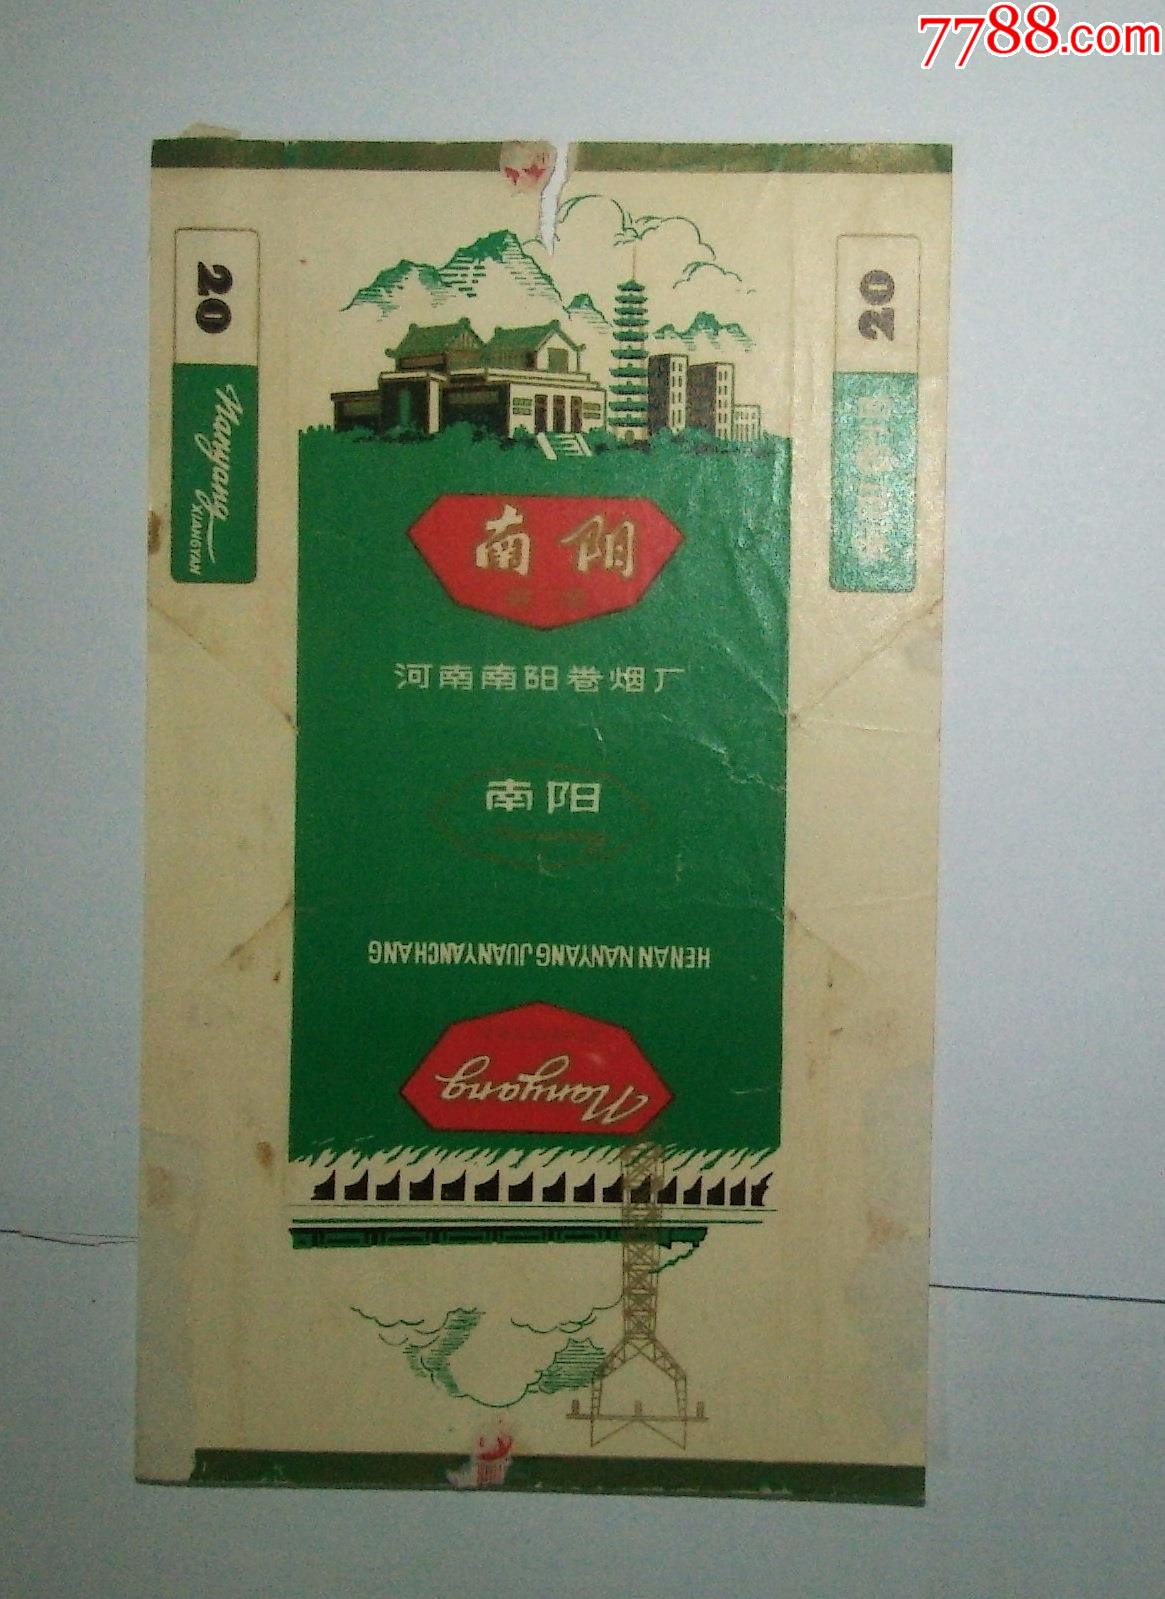 7788.com
20
Nanyang
XIANGYAN
20
南阳
河南南阳卷烟厂
南阳
HENAN NANYANG JUANYANCHANG
Nanyang